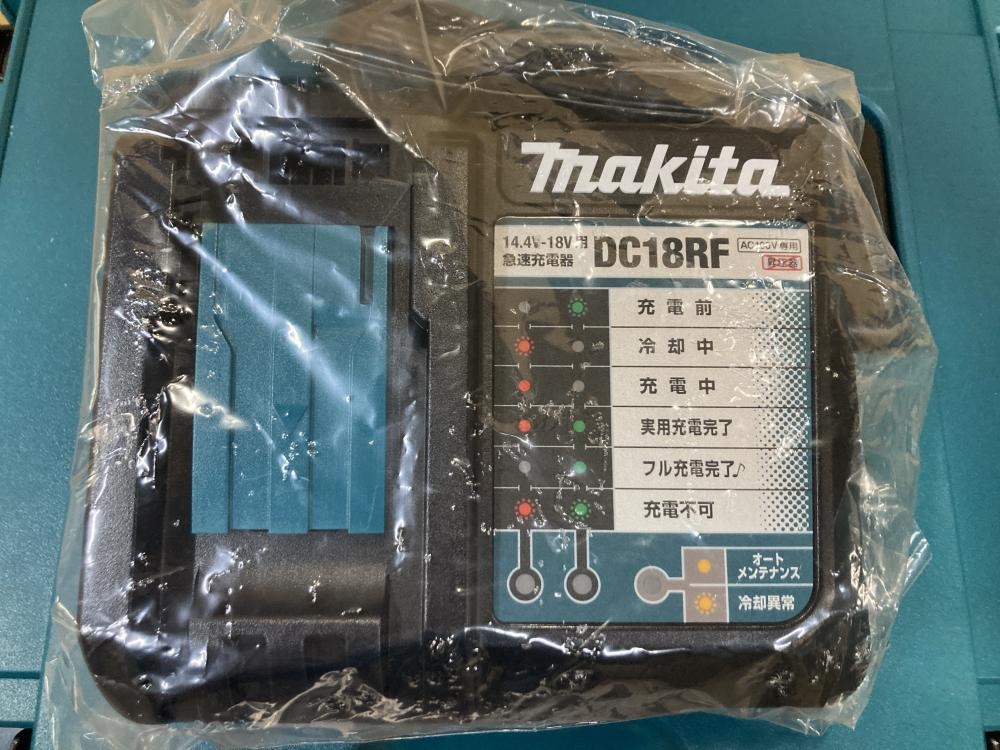 makita
14.4V-18V用
急速充電器
DC18RF
AC100V専用
昇圧器
充電前
冷却中
充電中
実用充電完了
フル充電完了♪
充電不可
オート
メンテナンス
冷却異常